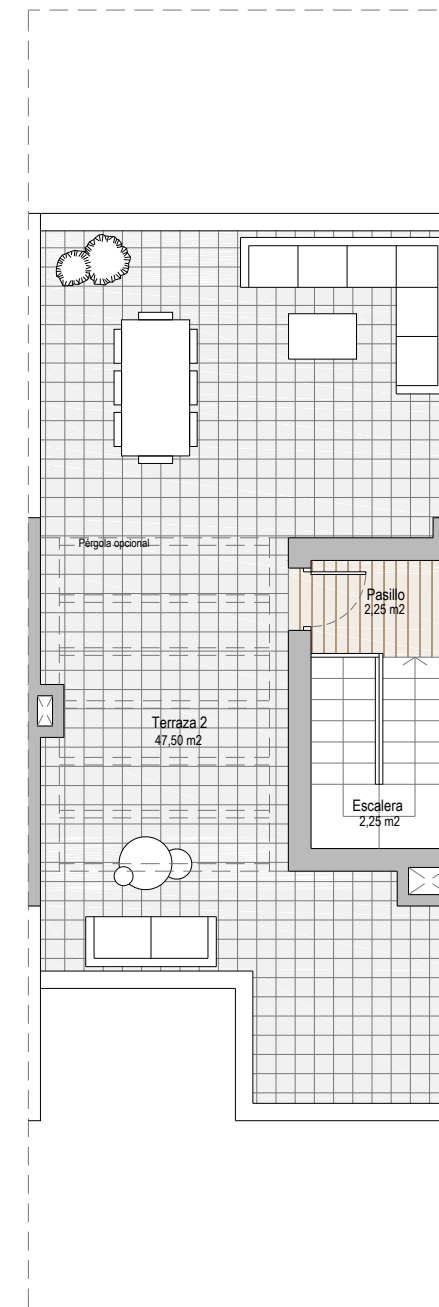 Pérgola opcional
Pasillo
2,25 m2
Terraza 2
47,50 m2
Escalera
2,25 m2